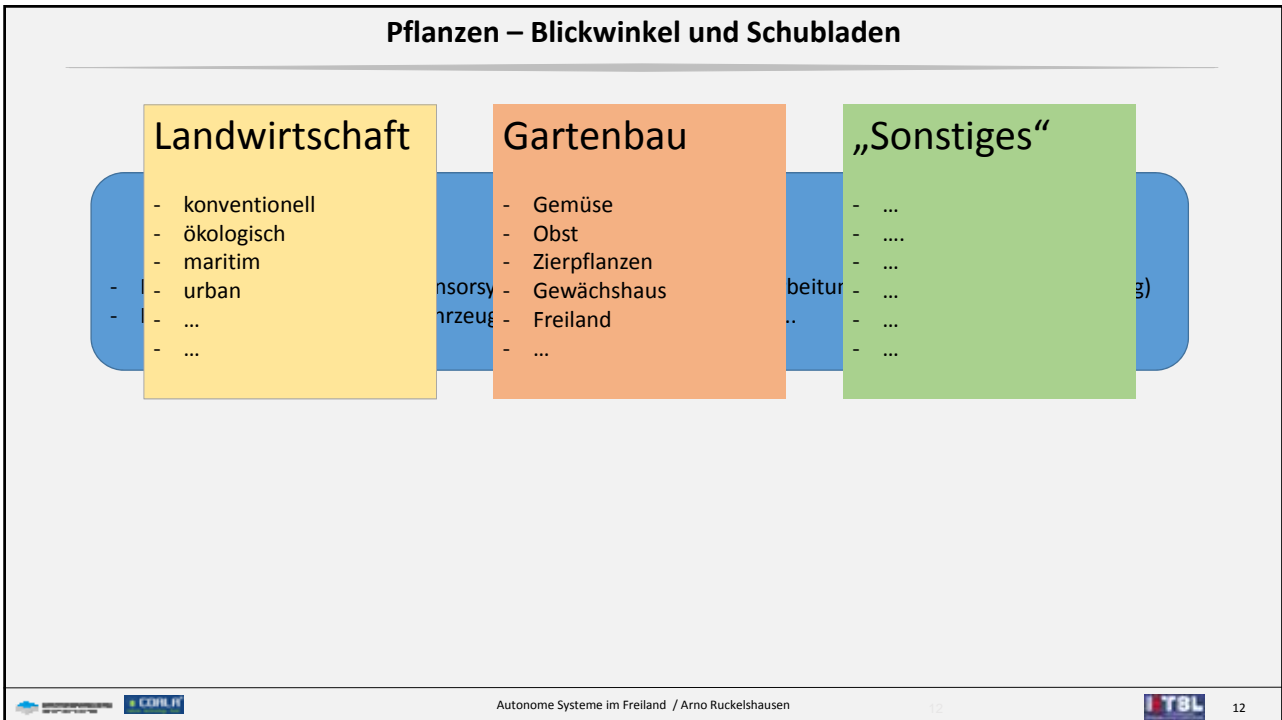 Pflanzen – Blickwinkel und Schubladen
Landwirtschaft
- konventionell
- ökologisch
- maritim
- urban
- …
- …
Gartenbau
- Gemüse
- Obst
- Zierpflanzen
- Gewächshaus
- Freiland
- …
„Sonstiges“
- …
- ....
- …
- …
- …
- …
Autonome Systeme im Freiland / Arno Ruckelshausen
12
12